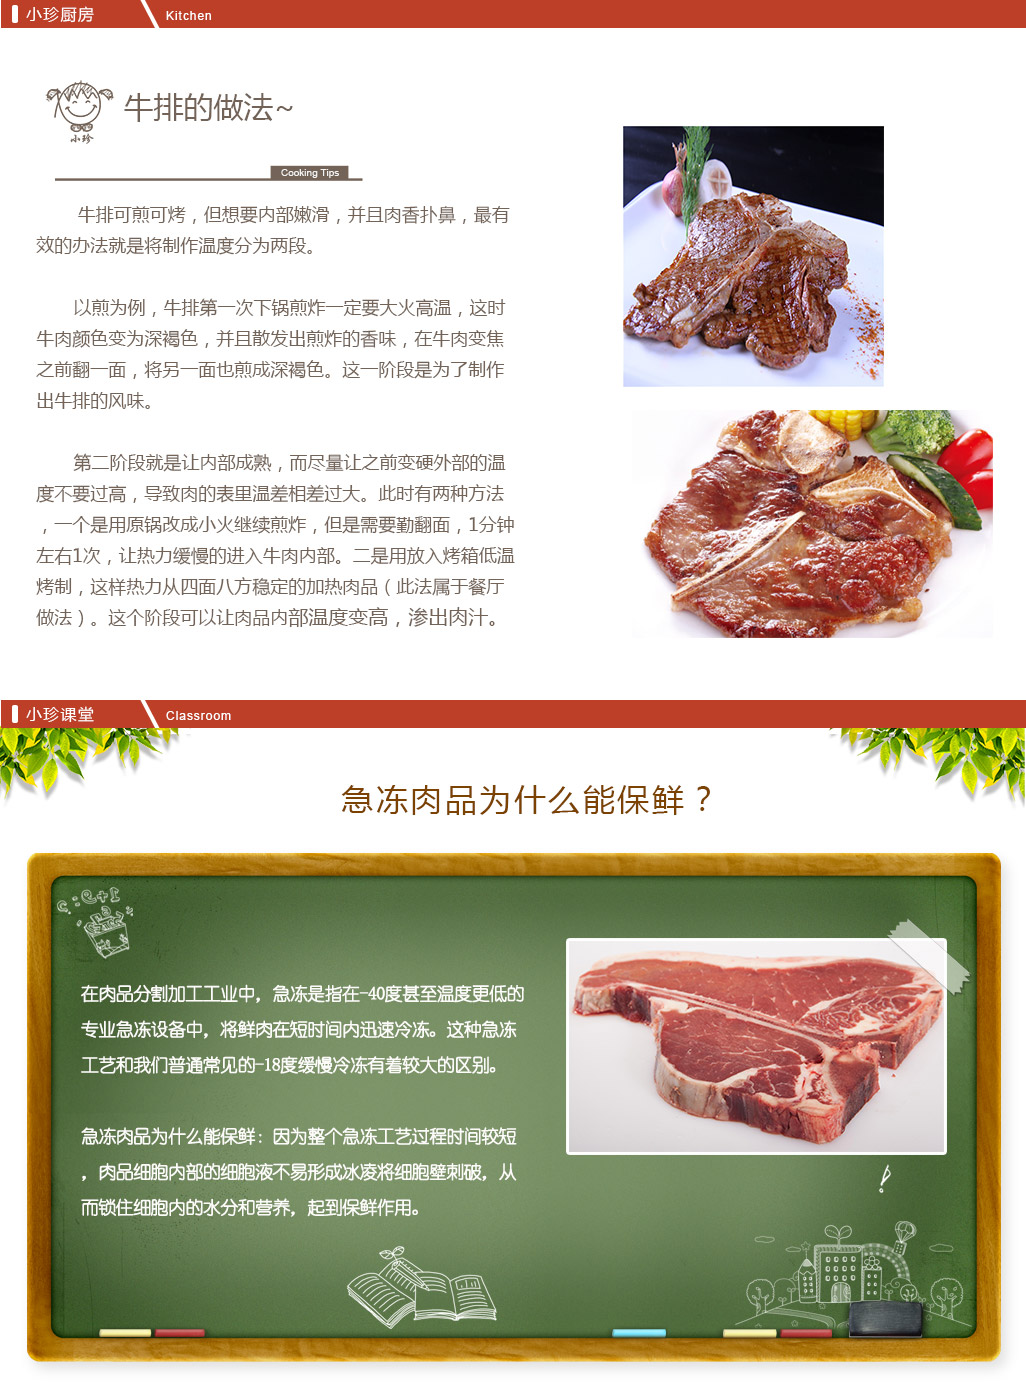 小珍厨房
Kitchen
牛排的做法~
小珍
Cooking Tips
牛排可煎可烤，但想要内部嫩滑，并且肉香扑鼻，最有
效的办法就是将制作温度分为两段。
以煎为例，牛排第一次下锅煎炸一定要大火高温，这时
牛肉颜色变为深褐色，并且散发出煎炸的香味，在牛肉变焦
之前翻一面，将另一面也煎成深褐色。这一阶段是为了制作
出牛排的风味。
第二阶段就是让内部成熟，而尽量让之前变硬外部的温
度不要过高，导致肉的表里温差相差过大。此时有两种方法
，一个是用原锅改成小火继续煎炸，但是需要勤翻面，1分钟
左右1次，让热力缓慢的进入牛肉内部。二是用放入烤箱低温
烤制，这样热力从四面八方稳定的加热肉品（此法属于餐厅
做法）。这个阶段可以让肉品内部温度变高，渗出肉汁。
小珍课堂
Classroom
急冻肉品为什么能保鲜？
在肉品分割加工工业中，急冻是指在-40度甚至温度更低的
专业急冻设备中，将鲜肉在短时间内迅速冷冻。这种急冻
工艺和我们普通常见的-18度缓慢冷冻有着较大的区别。
急冻肉品为什么能保鲜：因为整个急冻工艺过程时间较短
，肉品细胞内部的细胞液不易形成冰凌将细胞壁刺破，从
而锁住细胞内的水分和营养，起到保鲜作用。